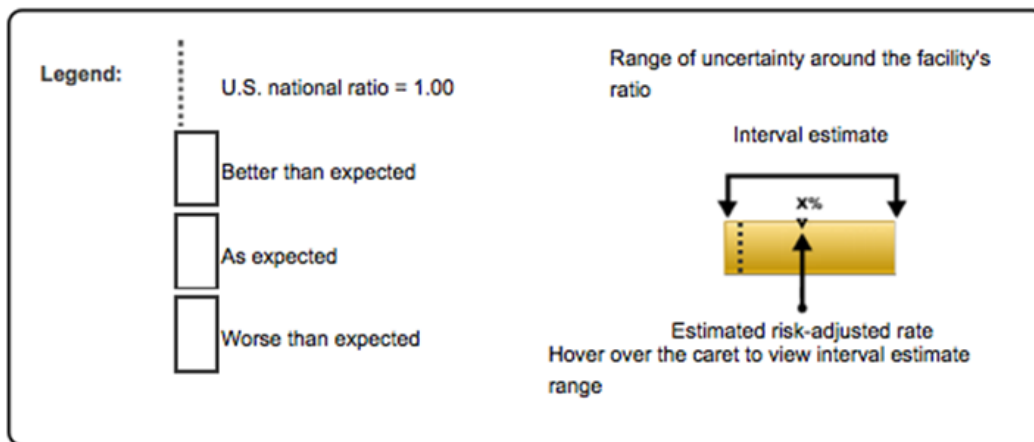 Legend:
U.S. national ratio = 1.00
Better than expected
As expected
Worse than expected
Range of uncertainty around the facility's
ratio
Interval estimate
X%
Estimated risk-adjusted rate
Hover over the caret to view interval estimate
range